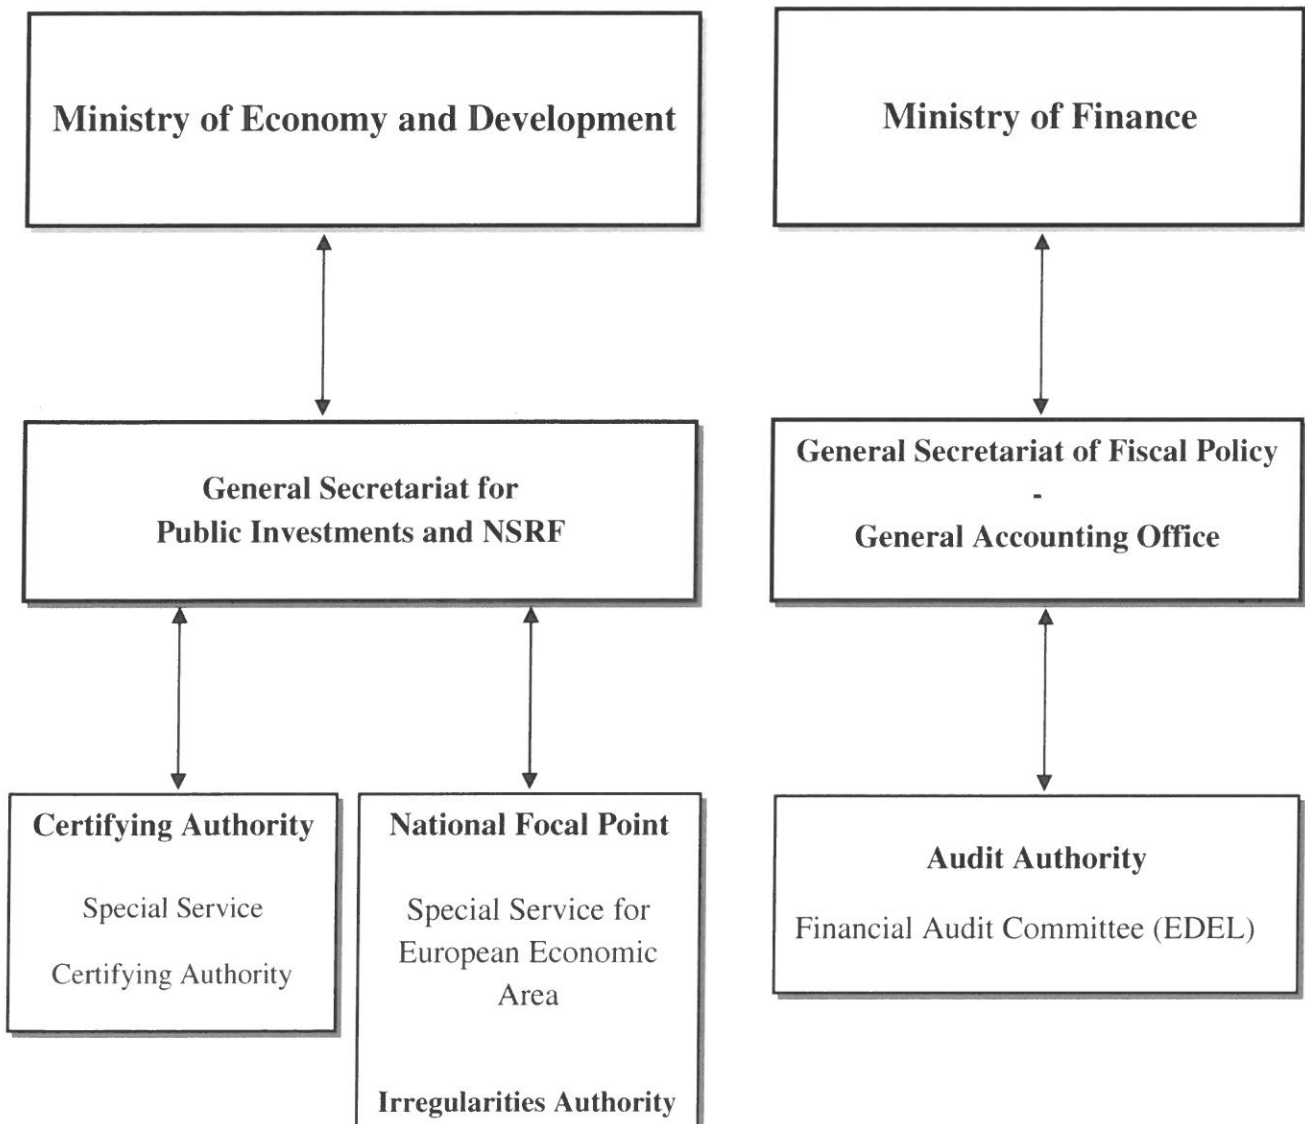 Ministry of Economy and Development
Ministry of Finance
General Secretariat for
Public Investments and NSRF
General Secretariat of Fiscal Policy
-
General Accounting Office
Certifying Authority
Special Service
Certifying Authority
National Focal Point
Special Service for
European Economic
Area
Irregularities Authority
Audit Authority
Financial Audit Committee (EDEL)